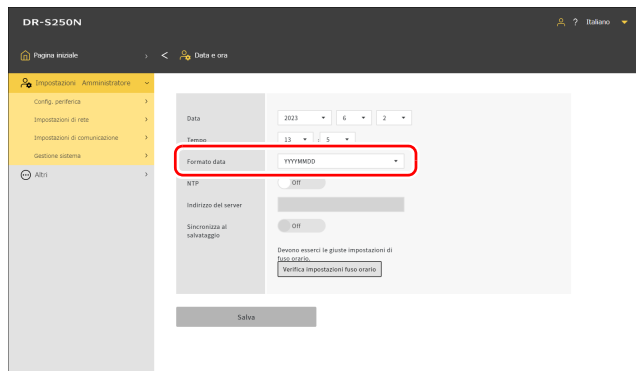 DR-S250N
? Italiano
Pagina iniziale
Data e ora
Impostazioni Amministratore
Config. periferica
Impostazioni di rete
Impostazioni di comunicazione
Gestione sistema
Altri
Data 2023 6 2
Tempo 13 : 5
Formato data YYYYMMDD
NTP Off
Indirizzo del server
Sincronizza al Off
salvataggio
Devono esserci le giuste impostazioni di
fuso orario.
Verifica impostazioni fuso orario
Salva